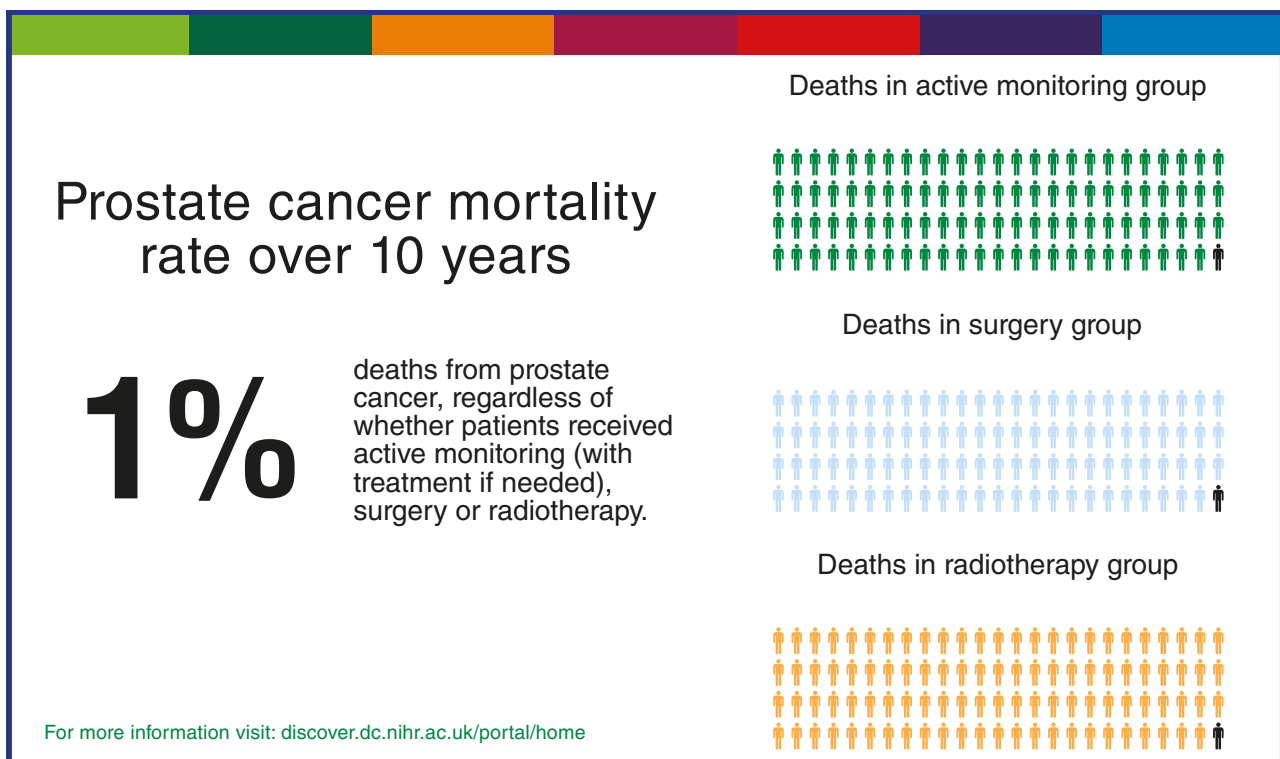 Prostate cancer mortality
rate over 10 years
1%
deaths from prostate
cancer, regardless of
whether patients received
active monitoring (with
treatment if needed),
surgery or radiotherapy.
For more information visit: discover.dc.nihr.ac.uk/portal/home
Deaths in active monitoring group
Deaths in surgery group
Deaths in radiotherapy group